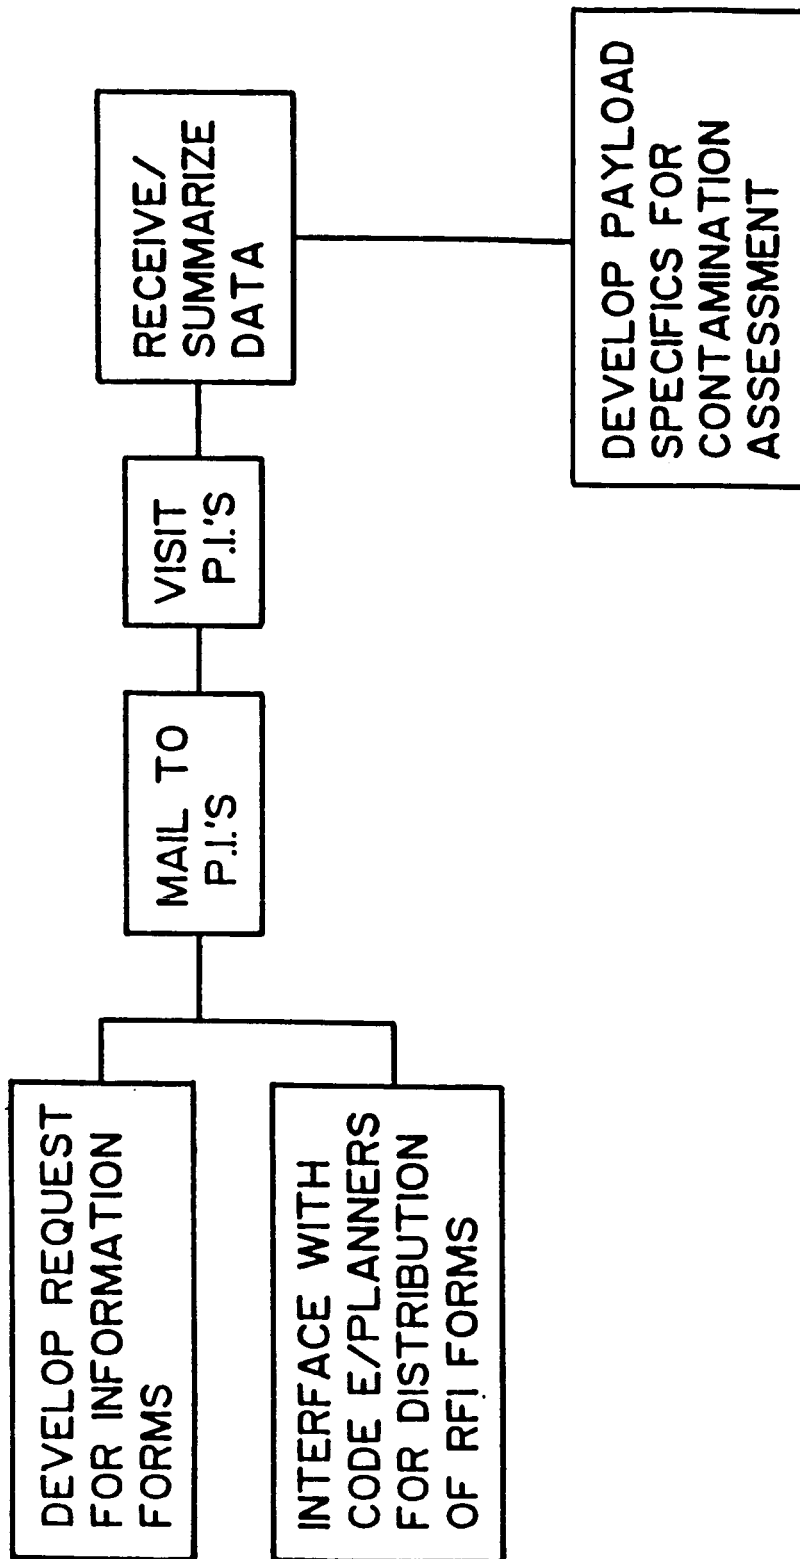 DEVELOP REQUEST
FOR INFORMATION
FORMS
INTERFACE WITH
CODE E/PLANNERS
FOR DISTRIBUTION
OF RFI FORMS
MAIL TO
P.I.'S
VISIT
P.I.'S
RECEIVE/
SUMMARIZE
DATA
DEVELOP PAYLOAD
SPECIFICS FOR
CONTAMINATION
ASSESSMENT